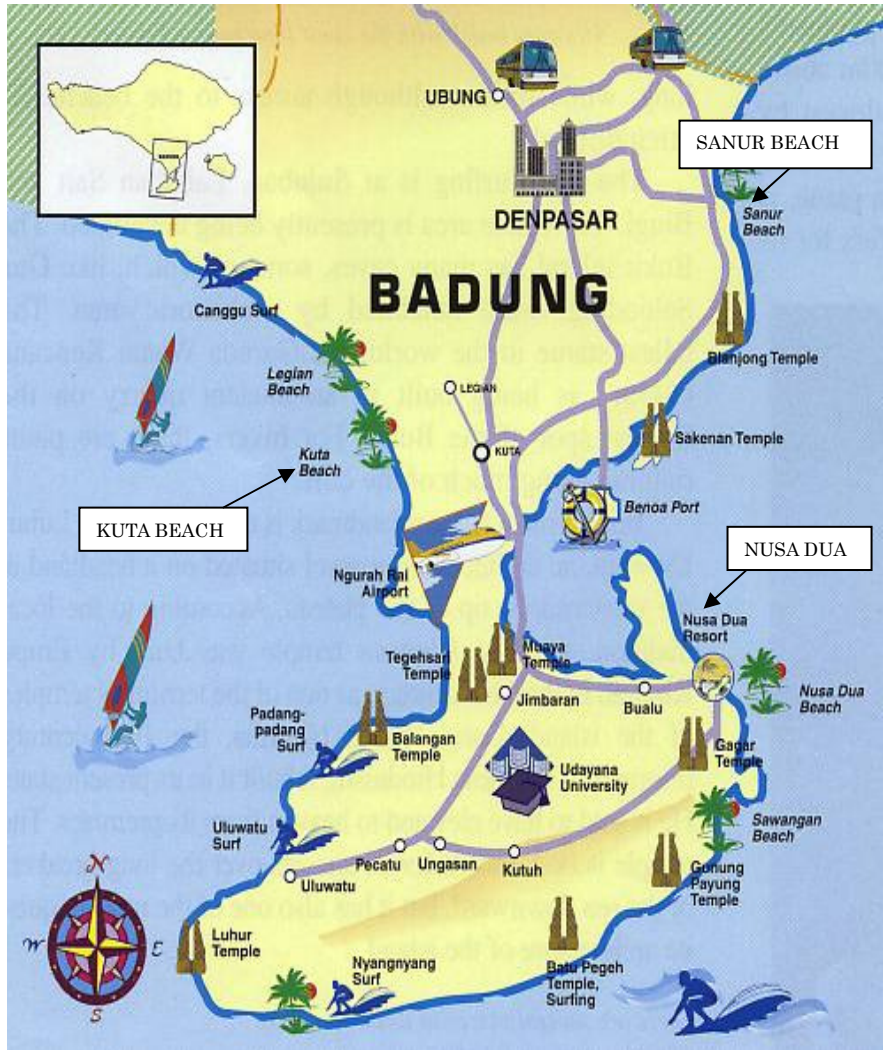 UBUNG
SANUR BEACH
DENPASAR
Sanur
Beach
BADUNG
Canggu Surf
Blanjong Temple
Legian
Beach
LEGIAN
Sakenan Temple
Kuta
Beach
KUTA
Benoa Port
KUTA BEACH
NUSA DUA
Ngurah Rai
Airport
Nusa Dua
Resort
Muaya
Temple
Tegehsari
Temple
Jimbaran
Bualu
Nusa Dua
Beach
Padang-
padang
Surf
Balangan
Temple
Gagar
Temple
Udayana
University
Sawangan
Beach
Uluwatu
Surf
Pecatu
Ungasan
Kutuh
Uluwatu
Gunung
Payung
Temple
N
W
E
S
Luhur
Temple
Nyangnyang
Surf
Batu Pegeh
Temple,
Surfing